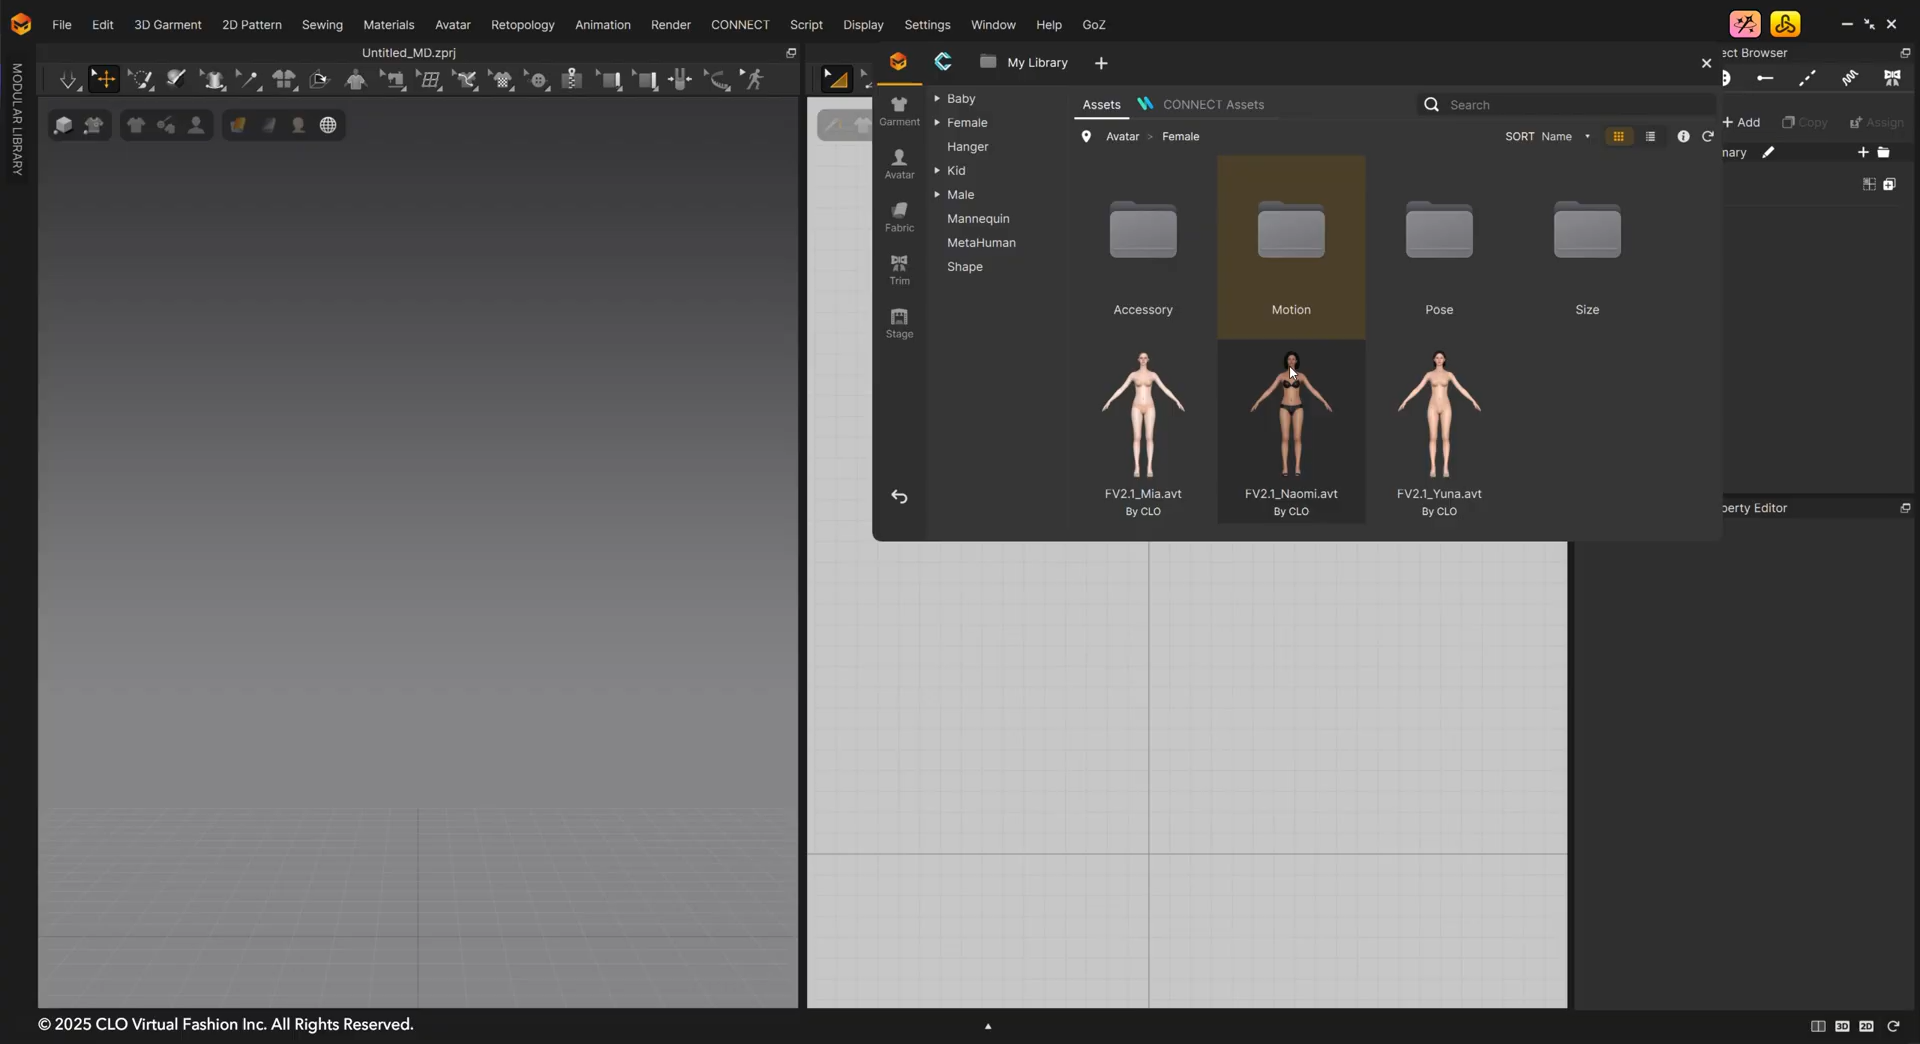 File Edit 3D Garment 2D Pattern Sewing Materials Avatar Retopology Animation Render CONNECT Script Display Settings Window Help GoZ
Untitled_MD.zprj
MODULAR LIBRARY
My Library
Garment
Avatar
Fabric
Trim
Stage
Baby
Female
Hanger
Kid
Male
Mannequin
MetaHuman
Shape
Assets CONNECT Assets
Search
Avatar > Female
SORT Name
Accessory Motion Pose Size
FV2.1_Mia.avt FV2.1_Naomi.avt FV2.1_Yuna.avt
By CLO By CLO By CLO
ect Browser
+ Add Copy Assign
mary
perty Editor
© 2025 CLO Virtual Fashion Inc. All Rights Reserved.
3D 2D